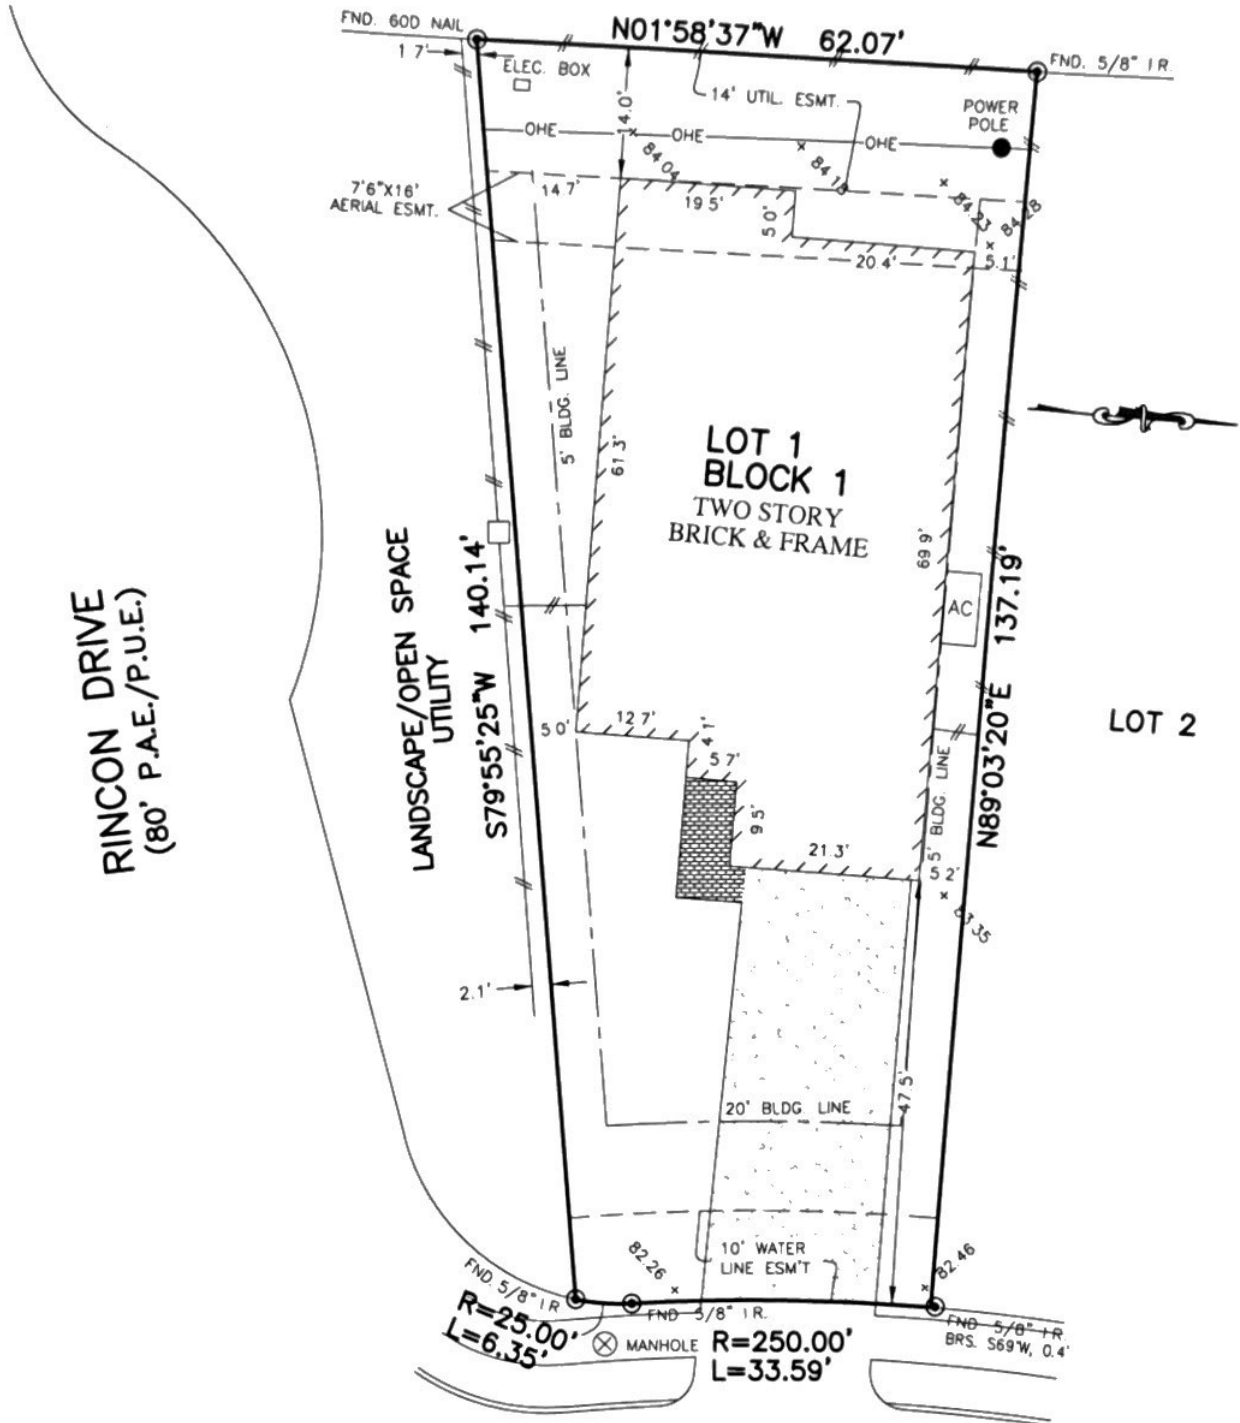 FND. 60D NAIL
N01°58'37"W 62.07'
FND. 5/8" I R.
1 7'
ELEC. BOX
14' UTIL. ESMT.
POWER
POLE
14.0'
OHE
OHE
OHE
84 04
84.18
84.23
84.28
7'6"X16'
AERIAL ESMT.
14 7'
19 5'
5 0'
20.4'
5.1'
5' BLDG. LINE
61 3'
LOT 1
BLOCK 1
TWO STORY
BRICK & FRAME
69 9'
AC
RINCON DRIVE
(80' P.A.E./P.U.E.)
LANDSCAPE/OPEN SPACE
UTILITY
S79°55'25"W 140.14'
N89°03'20"E 137.19'
LOT 2
5 0'
12 7'
4 1'
5 7'
9 5'
21.3'
5' BLDG. LINE
5 2'
83 35
2.1'
47.5'
20' BLDG LINE
10' WATER
LINE ESM'T
82.26
82.46
FND. 5/8" I R
R=25.00'
L=6.35'
FND 5/8" I R.
MANHOLE
R=250.00'
L=33.59'
FND 5/8" I R.
BRS. S69°W, 0.4'